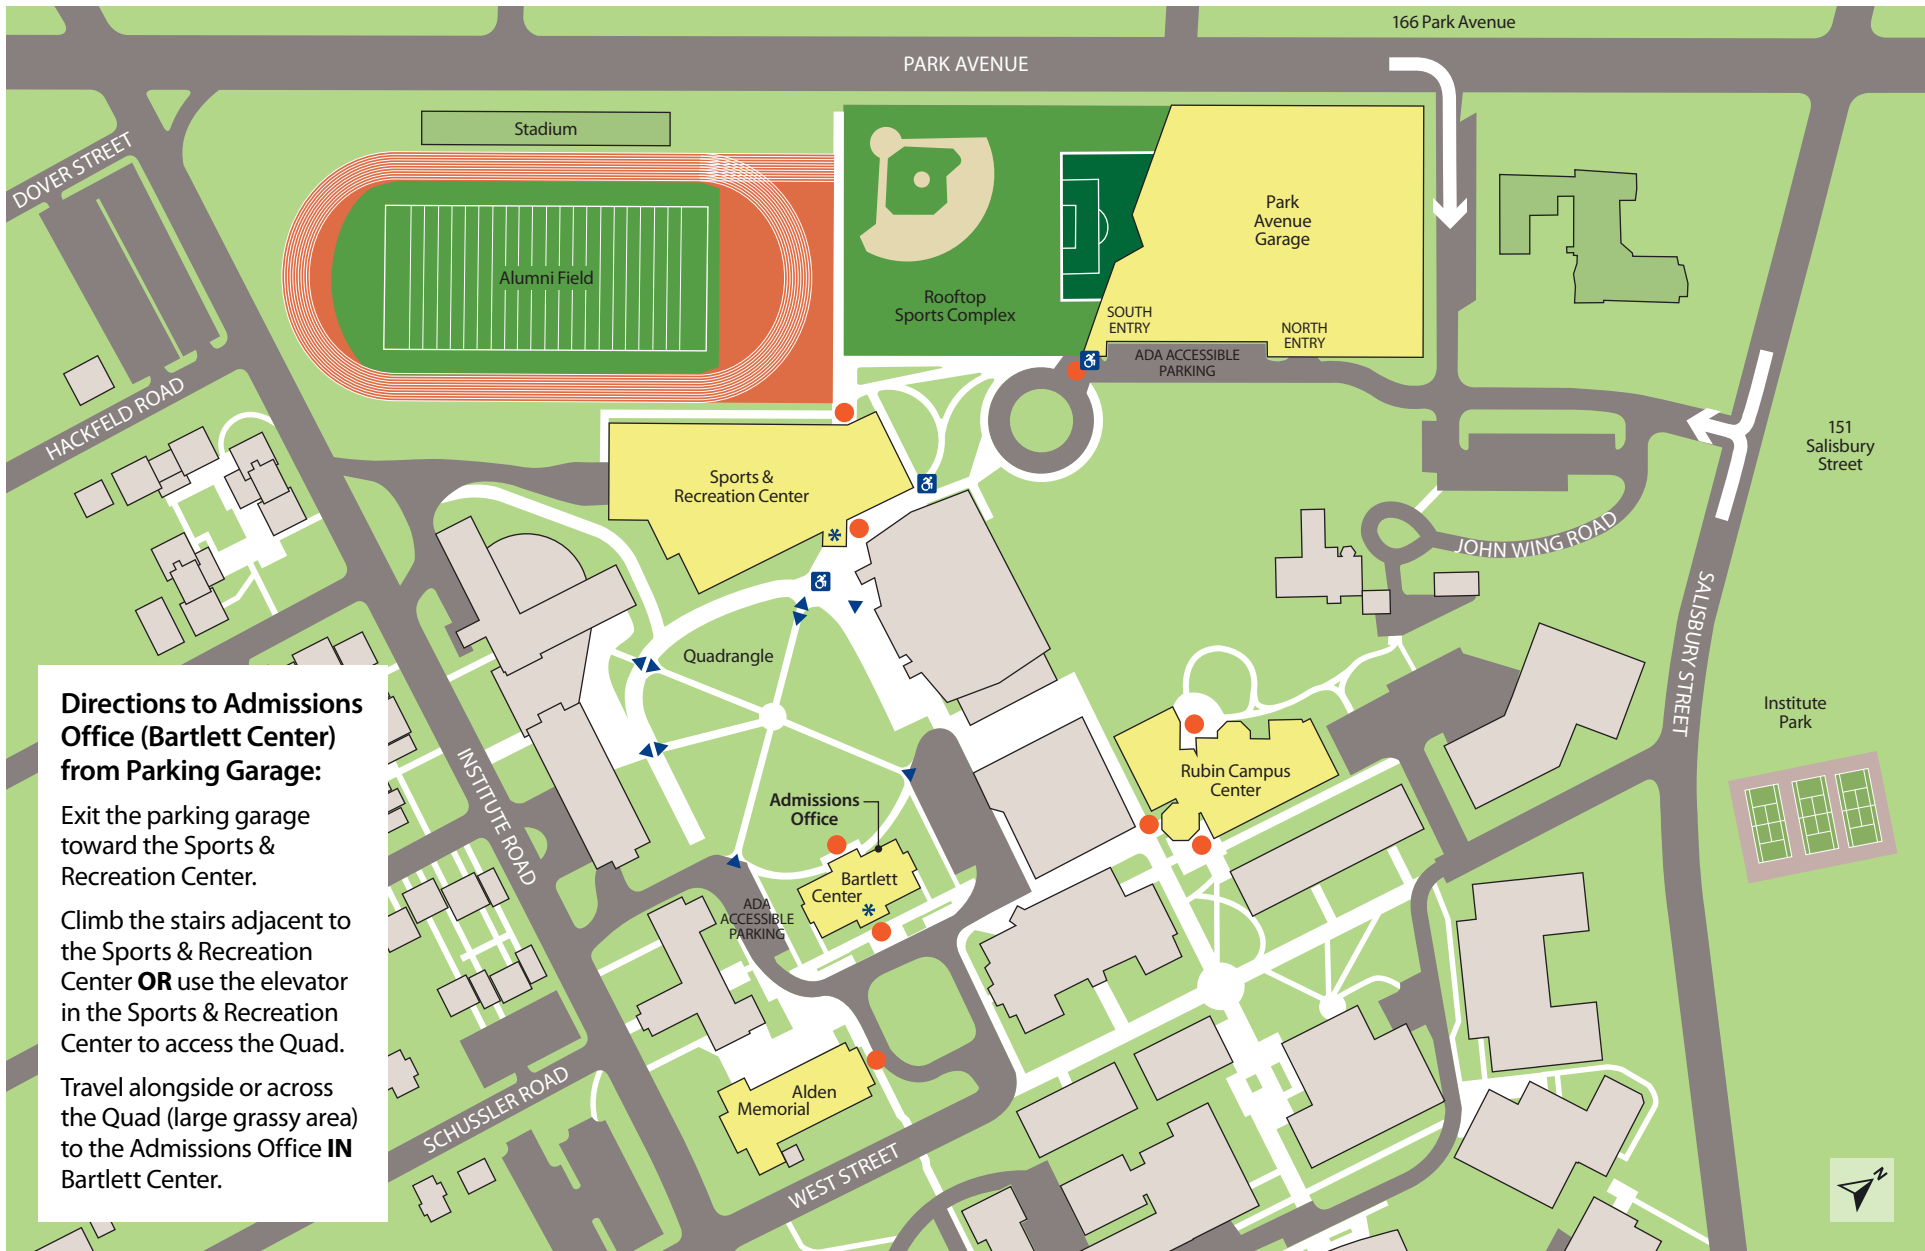 166 Park Avenue
PARK AVENUE
Stadium
DOVER STREET
Alumni Field
Park
Avenue
Garage
Rooftop
Sports Complex
SOUTH
ENTRY
NORTH
ENTRY
ADA ACCESSIBLE
PARKING
HACKFELD ROAD
151
Salisbury
Street
Sports &
Recreation Center
*
JOHN WING ROAD
SALISBURY STREET
Quadrangle
Institute
Park
Directions to Admissions
Office (Bartlett Center)
from Parking Garage:
Exit the parking garage
toward the Sports &
Recreation Center.
Climb the stairs adjacent to
the Sports & Recreation
Center OR use the elevator
in the Sports & Recreation
Center to access the Quad.
Travel alongside or across
the Quad (large grassy area)
to the Admissions Office IN
Bartlett Center.
INSTITUTE ROAD
Rubin Campus
Center
Admissions
Office
Bartlett
Center
*
ADA
ACCESSIBLE
PARKING
Alden
Memorial
SCHUSSLER ROAD
WEST STREET
N